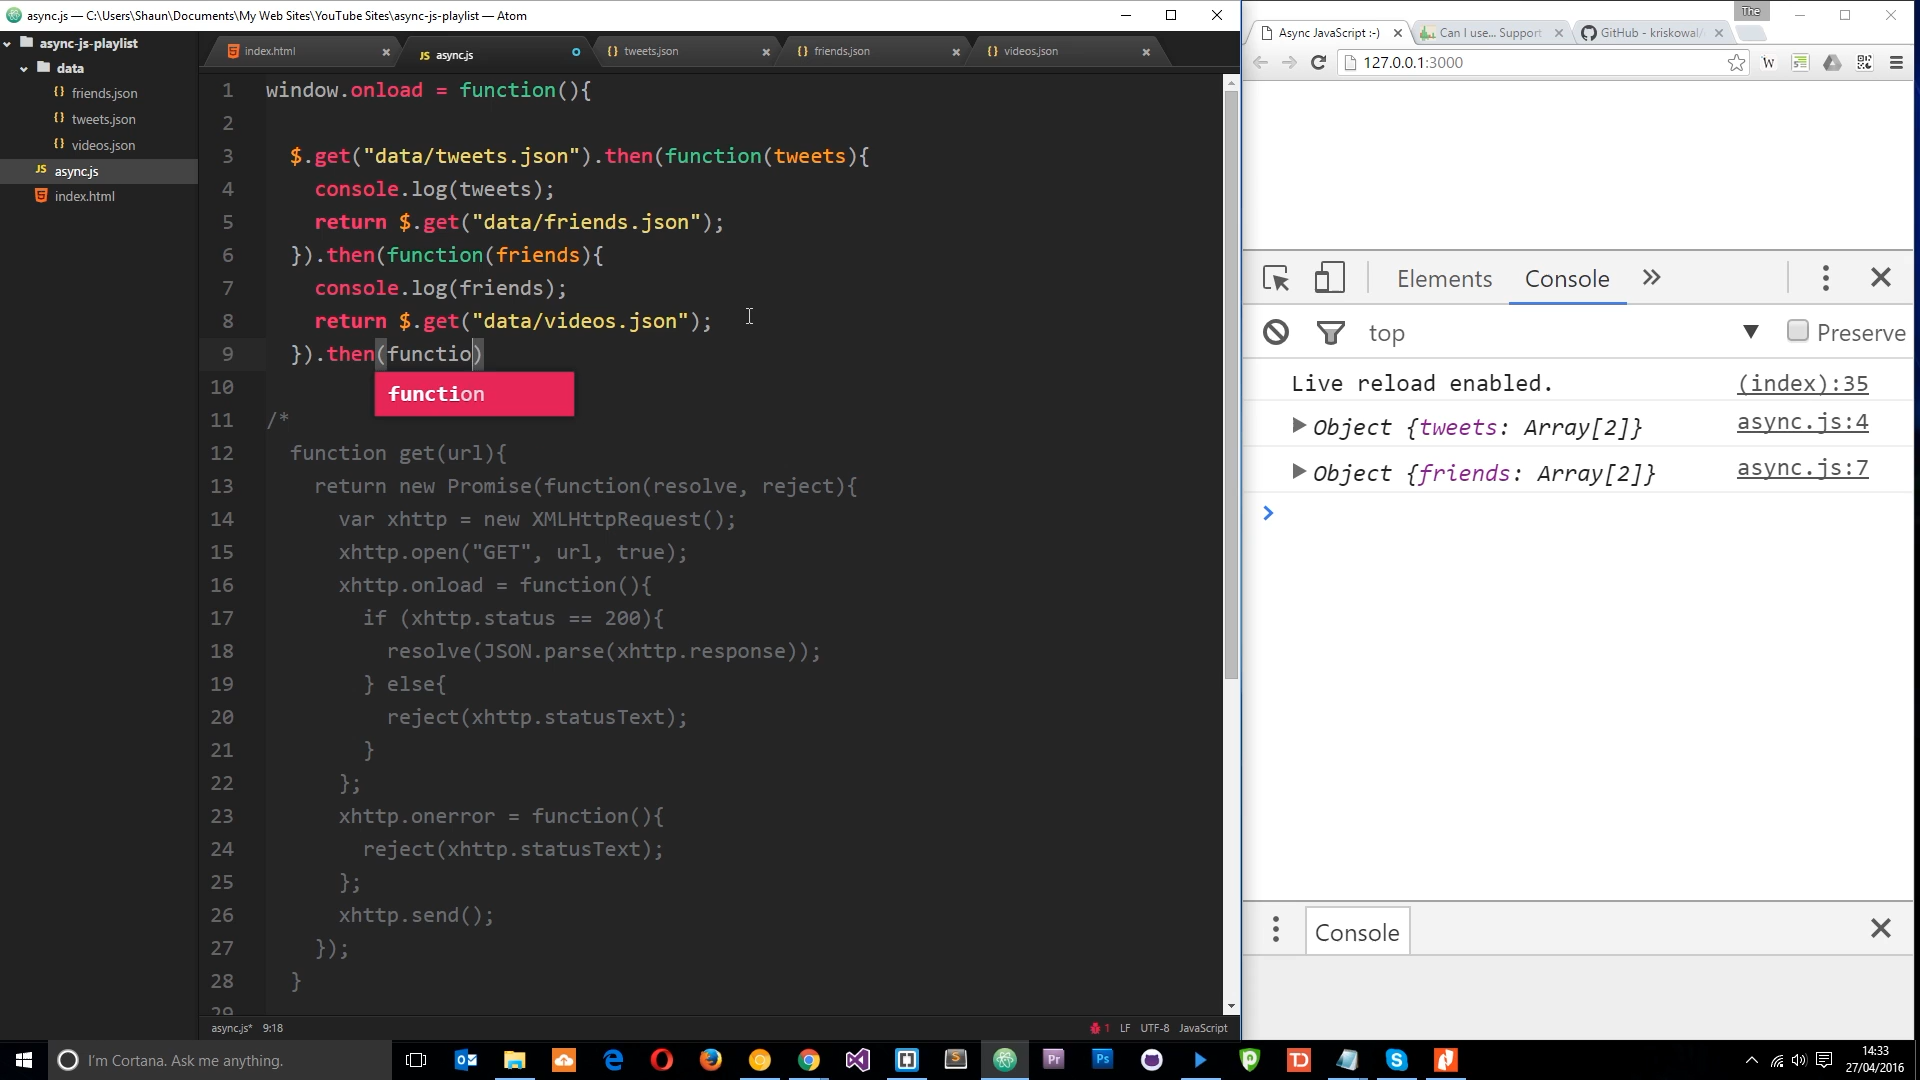 async.js — C:\Users\Shaun\Documents\My Web Sites\YouTube Sites\async-js-playlist — Atom
async-js-playlist
data
friends.json
tweets.json
videos.json
async.js
index.html
index.html
async.js
tweets.json
friends.json
videos.json
1 window.onload = function(){
2
3 $.get("data/tweets.json").then(function(tweets){
4 console.log(tweets);
5 return $.get("data/friends.json");
6 }).then(function(friends){
7 console.log(friends);
8 return $.get("data/videos.json");
9 }).then(functio)
function
10
11 /*
12 function get(url){
13 return new Promise(function(resolve, reject){
14 var xhttp = new XMLHttpRequest();
15 xhttp.open("GET", url, true);
16 xhttp.onload = function(){
17 if (xhttp.status == 200){
18 resolve(JSON.parse(xhttp.response));
19 } else{
20 reject(xhttp.statusText);
21 }
22 };
23 xhttp.onerror = function(){
24 reject(xhttp.statusText);
25 };
26 xhttp.send();
27 });
28 }
29
async.js* 9:18
1 LF UTF-8 JavaScript
The
Async JavaScript :-)
Can I use... Support
GitHub - kriskowal/
127.0.0.1:3000
Elements Console
top
Preserve
Live reload enabled. (index):35
Object {tweets: Array[2]} async.js:4
Object {friends: Array[2]} async.js:7
Console
I'm Cortana. Ask me anything.
14:33
27/04/2016